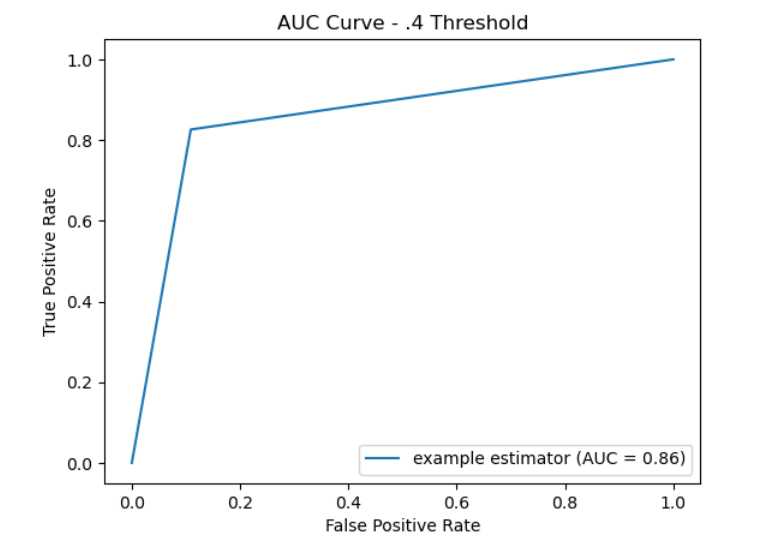 AUC Curve - .4 Threshold
1.0
0.8
0.6
0.4
0.2
0.0
True Positive Rate
example estimator (AUC = 0.86)
0.0 0.2 0.4 0.6 0.8 1.0
False Positive Rate